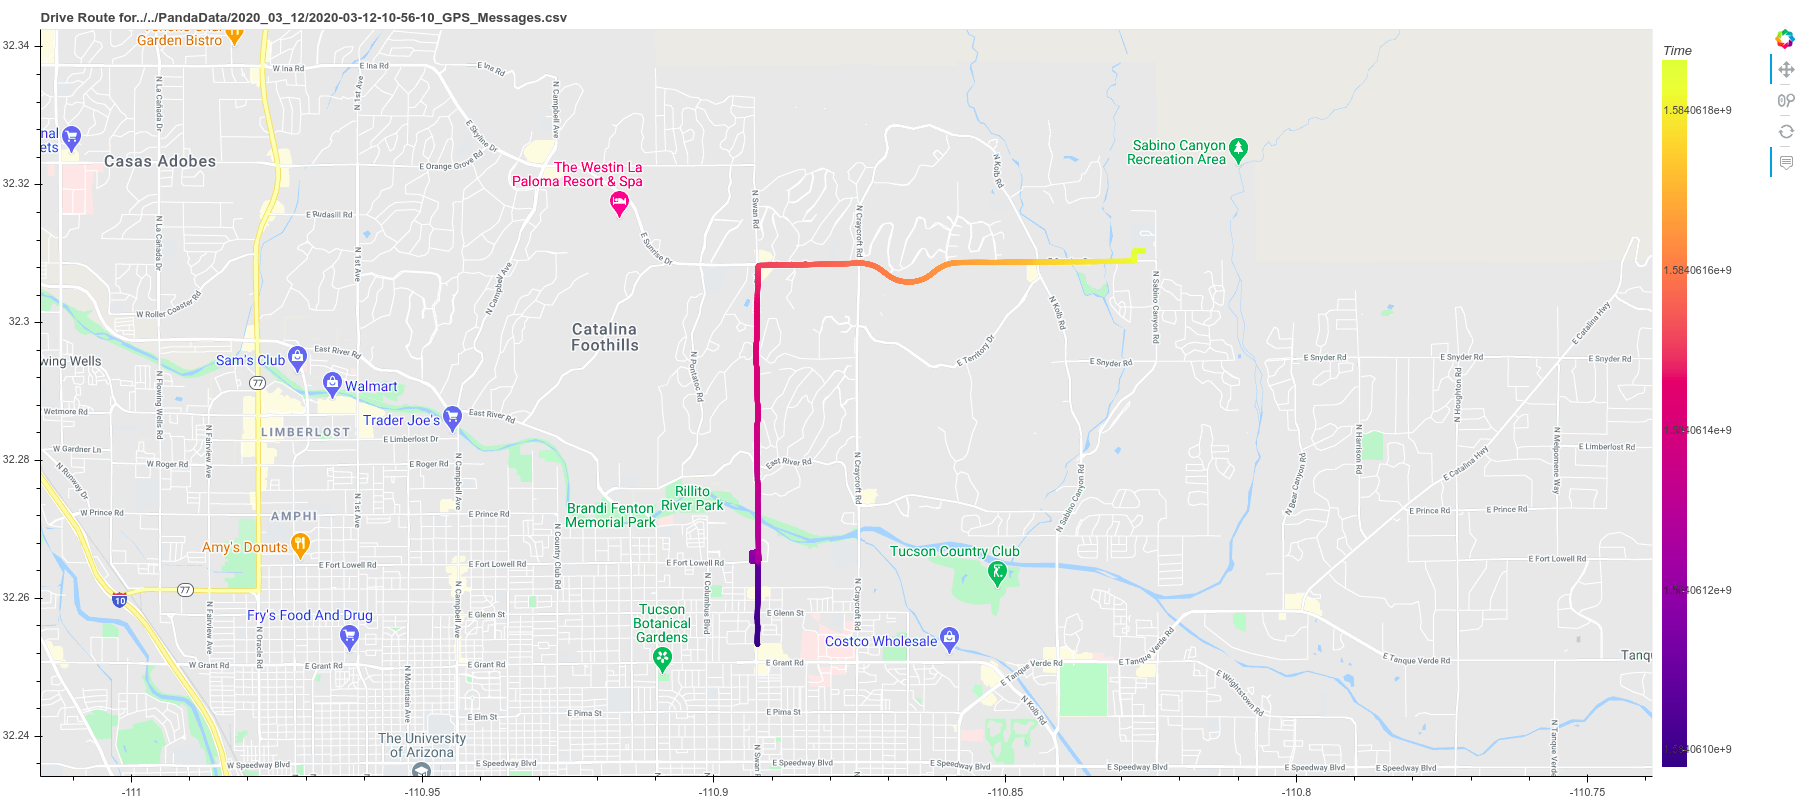 Drive Route for../../PandaData/2020_03_12/2020-03-12-10-56-10_GPS_Messages.csv
Garden Bistro
32.34
Time
W Ina Rd
E Ina Rd
E Ina Rd
N La Cañada Dr
N 1st Ave
N Campbell Ave
1.5840618e+9
E Skyline Dr
nal
ets
Casas Adobes
E Orange Grove Rd
Sabino Canyon
Recreation Area
The Westin La
Paloma Resort & Spa
N Kolb Rd
32.32
N Swan Rd
E Rudasill Rd
N La Cañada Dr
N 1st Ave
N Craycroft Rd
E Sunrise Dr
N Campbell Ave
1.5840616e+9
N Sabino Canyon Rd
W Roller Coaster Rd
N Kolb Rd
E Catalina Hwy
32.3
Catalina
Foothills
E Territory Dr
East River Rd
wing Wells
Sam's Club
N Pontatoc Rd
E Snyder Rd
E Snyder Rd
E Snyder Rd
E Snyder Rd
77
Walmart
N Flowing Wells Rd
N Houghton Rd
Wetmore Rd
Trader Joe's
East River Rd
LIMBERLOST
E Limberlost Dr
1.5840614e+9
N Fairview Ave
N Harrison Rd
N Melpomene Way
E Limberlost Rd
W Gardner Ln
32.28
W Roger Rd
E Roger Rd
East River Rd
N Runway Dr
N Campbell Ave
N Craycroft Rd
N Sabino Canyon Rd
N Bear Canyon Rd
E Catalina Hwy
Rillito
River Park
Brandi Fenton
Memorial Park
W Prince Rd
AMPHI
N 1st Ave
E Prince Rd
E Prince Rd
E Prince Rd
Amy's Donuts
N Country Club Rd
Tucson Country Club
E Fort Lowell Rd
E Fort Lowell Rd
E Fort Lowell Rd
E Fort Lowell Rd
77
10
32.26
N Columbus Blvd
N Craycroft Rd
1.5840612e+9
Fry's Food And Drug
N Fairview Ave
N Oracle Rd
N Campbell Ave
E Glenn St
E Glenn St
Tucson
Botanical
Gardens
Costco Wholesale
E Tanque Verde Rd
W Grant Rd
E Grant Rd
E Grant Rd
E Grant Rd
E Tanque Verde Rd
E Tanque Verde Rd
Tanq
N Mountain Ave
E Wrightstown Rd
E Elm St
E Pima St
E Pima St
N Kolb Rd
32.24
The University
of Arizona
N Swan R
N Tanque Verde
1.5840610e+9
W Speedway Blvd
E Speedway Blvd
E Speedway Blvd
E Speedway Blvd
E Speedway Blvd
-111
-110.95
-110.9
-110.85
-110.8
-110.75